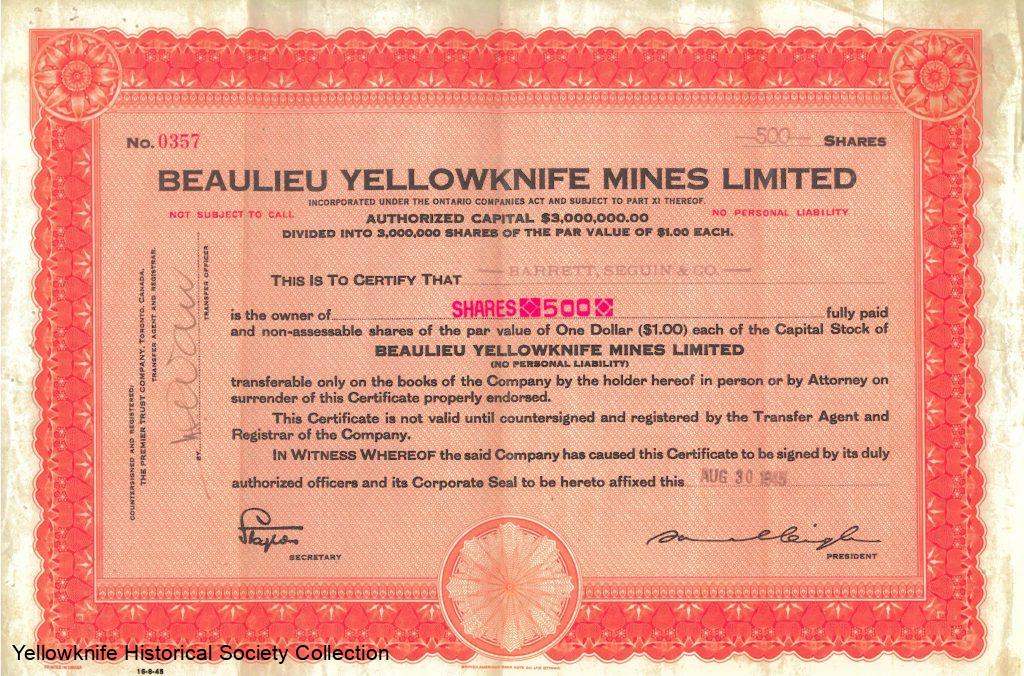 No. 0357
500 SHARES
BEAULIEU YELLOWKNIFE MINES LIMITED
INCORPORATED UNDER THE ONTARIO COMPANIES ACT AND SUBJECT TO PART XI THEREOF.
NOT SUBJECT TO CALL
NO PERSONAL LIABILITY
AUTHORIZED CAPITAL $3,000,000.00
DIVIDED INTO 3,000,000 SHARES OF THE PAR VALUE OF $1.00 EACH.
THIS IS TO CERTIFY THAT BARRETT, SEGUIN & CO.
is the owner of SHARES 500 fully paid
and non-assessable shares of the par value of One Dollar ($1.00) each of the Capital Stock of
BEAULIEU YELLOWKNIFE MINES LIMITED
(NO PERSONAL LIABILITY)
transferable only on the books of the Company by the holder hereof in person or by Attorney on
surrender of this Certificate properly endorsed.
This Certificate is not valid until countersigned and registered by the Transfer Agent and
Registrar of the Company.
IN WITNESS WHEREOF the said Company has caused this Certificate to be signed by its duly
authorized officers and its Corporate Seal to be hereto affixed this AUG 30 1945
SECRETARY
PRESIDENT
COUNTERSIGNED AND REGISTERED:
THE PREMIER TRUST COMPANY, TORONTO, CANADA.
TRANSFER AGENT AND REGISTRAR.
BY
TRANSFER OFFICER
Yellowknife Historical Society Collection
PRINTED IN CANADA
15-8-45